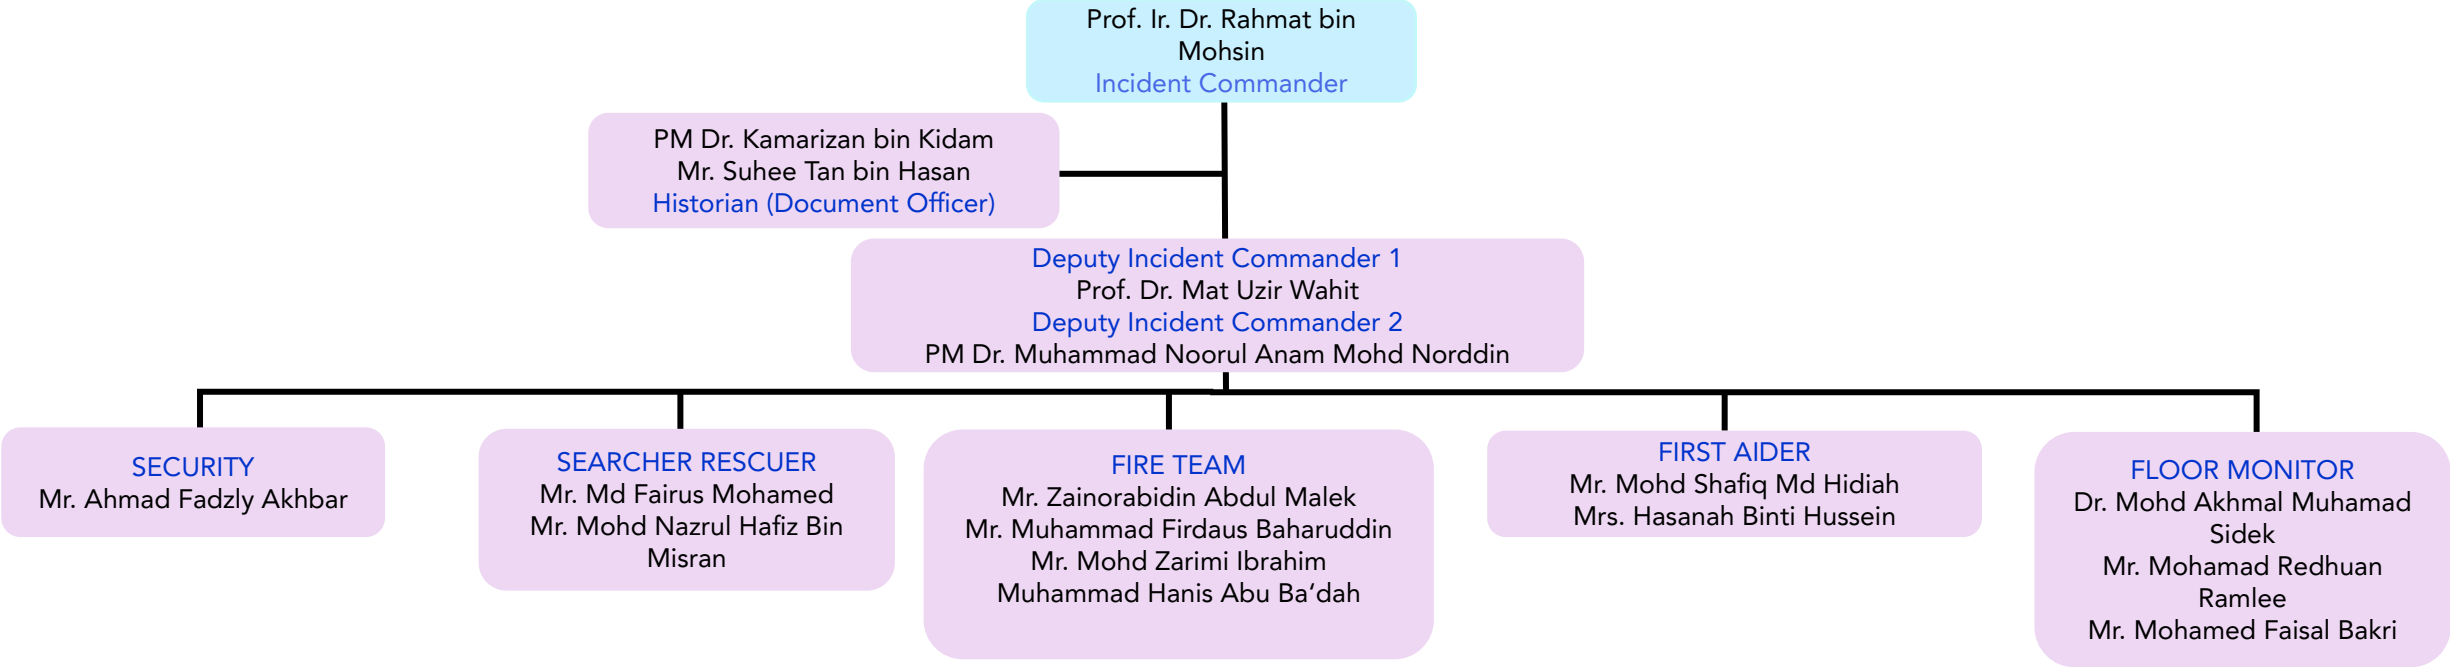 Prof. Ir. Dr. Rahmat bin
Mohsin
Incident Commander
PM Dr. Kamarizan bin Kidam
Mr. Suhee Tan bin Hasan
Historian (Document Officer)
Deputy Incident Commander 1
Prof. Dr. Mat Uzir Wahit
Deputy Incident Commander 2
PM Dr. Muhammad Noorul Anam Mohd Norddin
SECURITY
Mr. Ahmad Fadzly Akhbar
SEARCHER RESCUER
Mr. Md Fairus Mohamed
Mr. Mohd Nazrul Hafiz Bin
Misran
FIRE TEAM
Mr. Zainorabidin Abdul Malek
Mr. Muhammad Firdaus Baharuddin
Mr. Mohd Zarimi Ibrahim
Muhammad Hanis Abu Ba‘dah
FIRST AIDER
Mr. Mohd Shafiq Md Hidiah
Mrs. Hasanah Binti Hussein
FLOOR MONITOR
Dr. Mohd Akhmal Muhamad
Sidek
Mr. Mohamad Redhuan
Ramlee
Mr. Mohamed Faisal Bakri